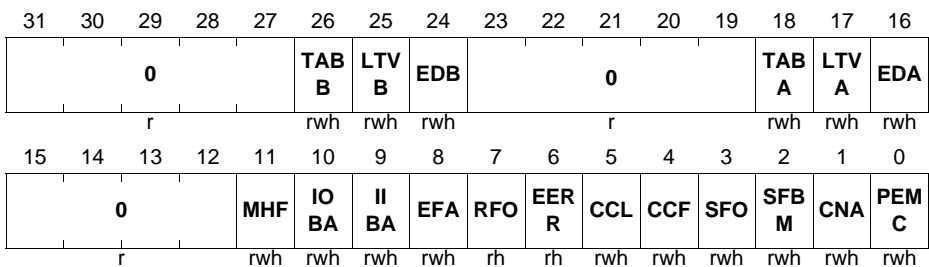 31 30 29 28 27 26 25 24 23 22 21 20 19 18 17 16
0 TAB B LTV B EDB 0 TAB A LTV A EDA
r rwh rwh rwh r rwh rwh rwh
15 14 13 12 11 10 9 8 7 6 5 4 3 2 1 0
0 MHF IO BA II BA EFA RFO EER R CCL CCF SFO SFB M CNA PEM C
r rwh rwh rwh rwh rh rh rwh rwh rwh rwh rwh rwh